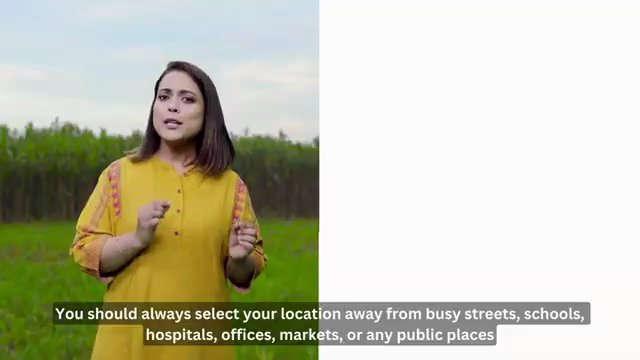 You should always select your location away from busy streets, schools,
hospitals, offices, markets, or any public places